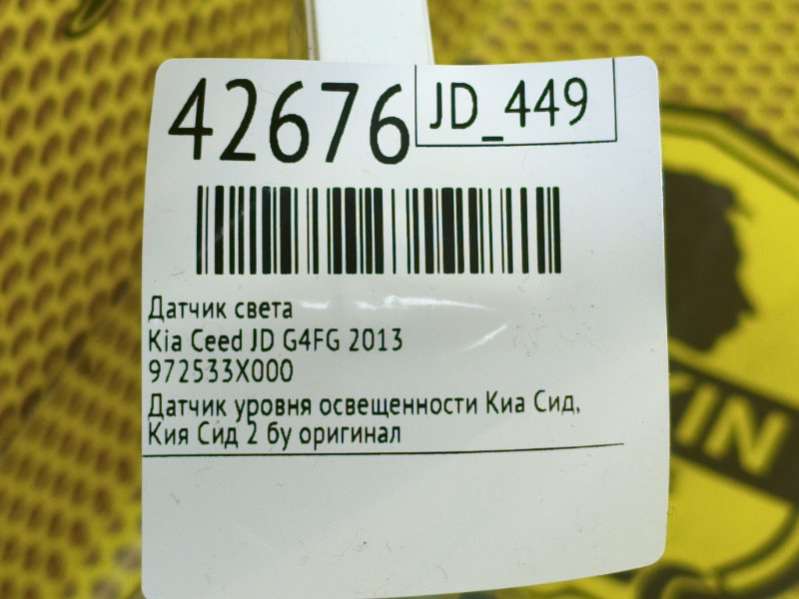 42676
JD_449
Датчик света
Kia Ceed JD G4FG 2013
972533X000
Датчик уровня освещенности Киа Сид,
Кия Сид 2 бу оригинал